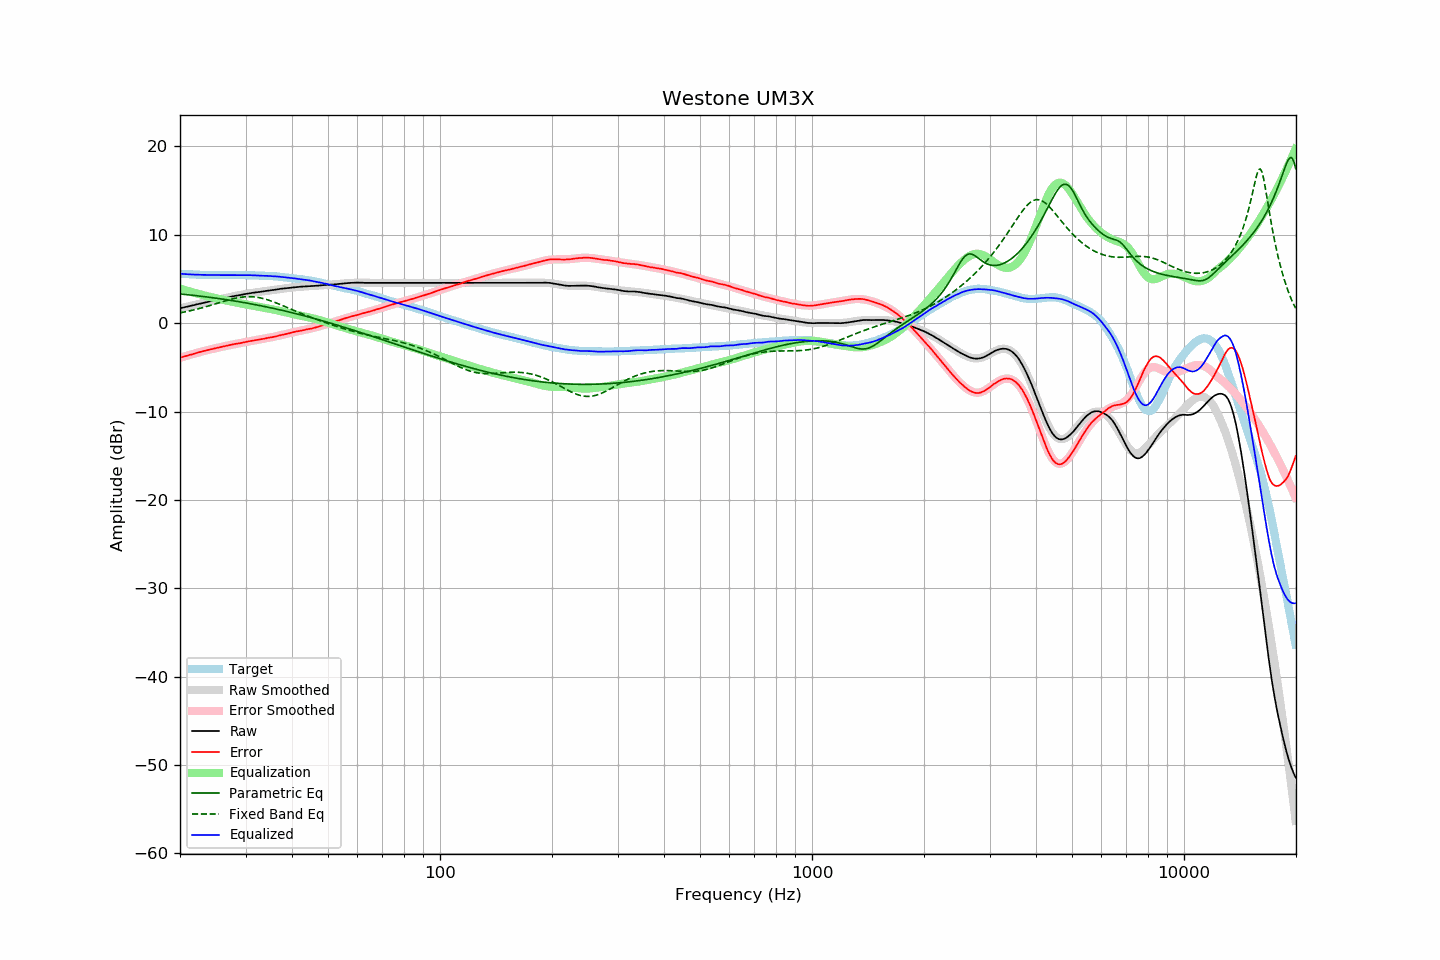 Westone UM3X
20
10
0
−10
−20
−30
−40
−50
−60
Amplitude (dBr)
Target
Raw Smoothed
Error Smoothed
Raw
Error
Equalization
Parametric Eq
Fixed Band Eq
Equalized
100
1000
10000
Frequency (Hz)